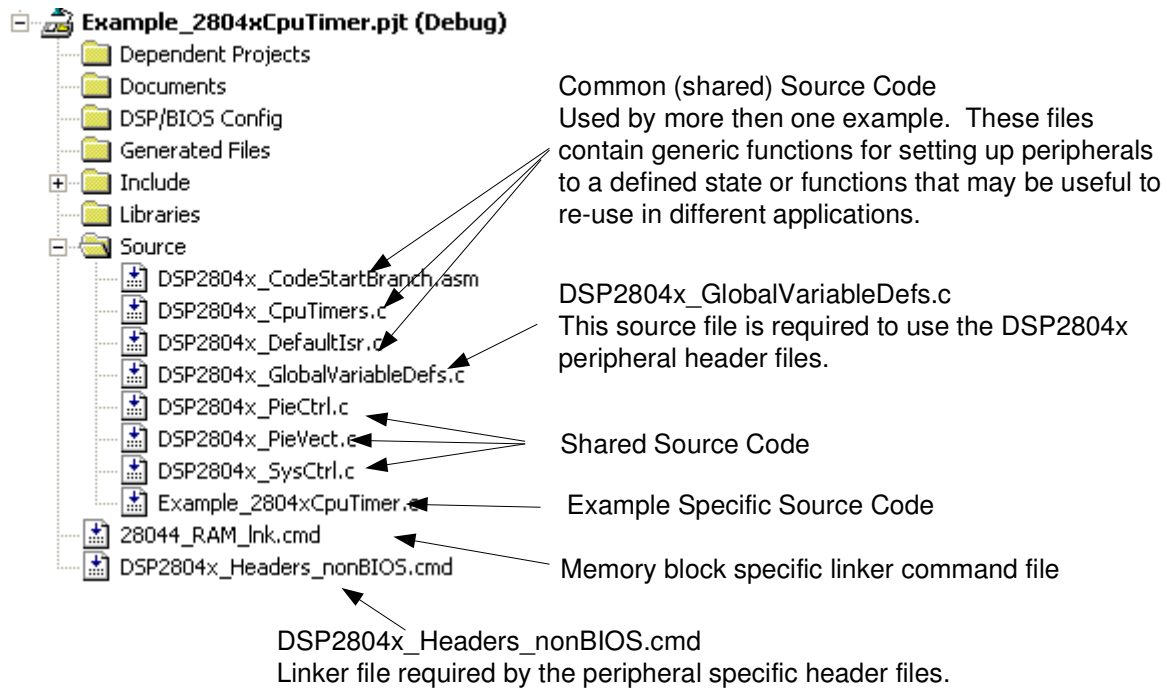 Example_2804xCpuTimer.pjt (Debug)
Dependent Projects
Documents
DSP/BIOS Config
Generated Files
Include
Libraries
Source
DSP2804x_CodeStartBranch.asm
DSP2804x_CpuTimers.c
DSP2804x_DefaultIsr.c
DSP2804x_GlobalVariableDefs.c
DSP2804x_PieCtrl.c
DSP2804x_PieVect.c
DSP2804x_SysCtrl.c
Example_2804xCpuTimer.c
28044_RAM_lnk.cmd
DSP2804x_Headers_nonBIOS.cmd
Common (shared) Source Code
Used by more then one example. These files
contain generic functions for setting up peripherals
to a defined state or functions that may be useful to
re-use in different applications.
DSP2804x_GlobalVariableDefs.c
This source file is required to use the DSP2804x
peripheral header files.
Shared Source Code
Example Specific Source Code
Memory block specific linker command file
DSP2804x_Headers_nonBIOS.cmd
Linker file required by the peripheral specific header files.